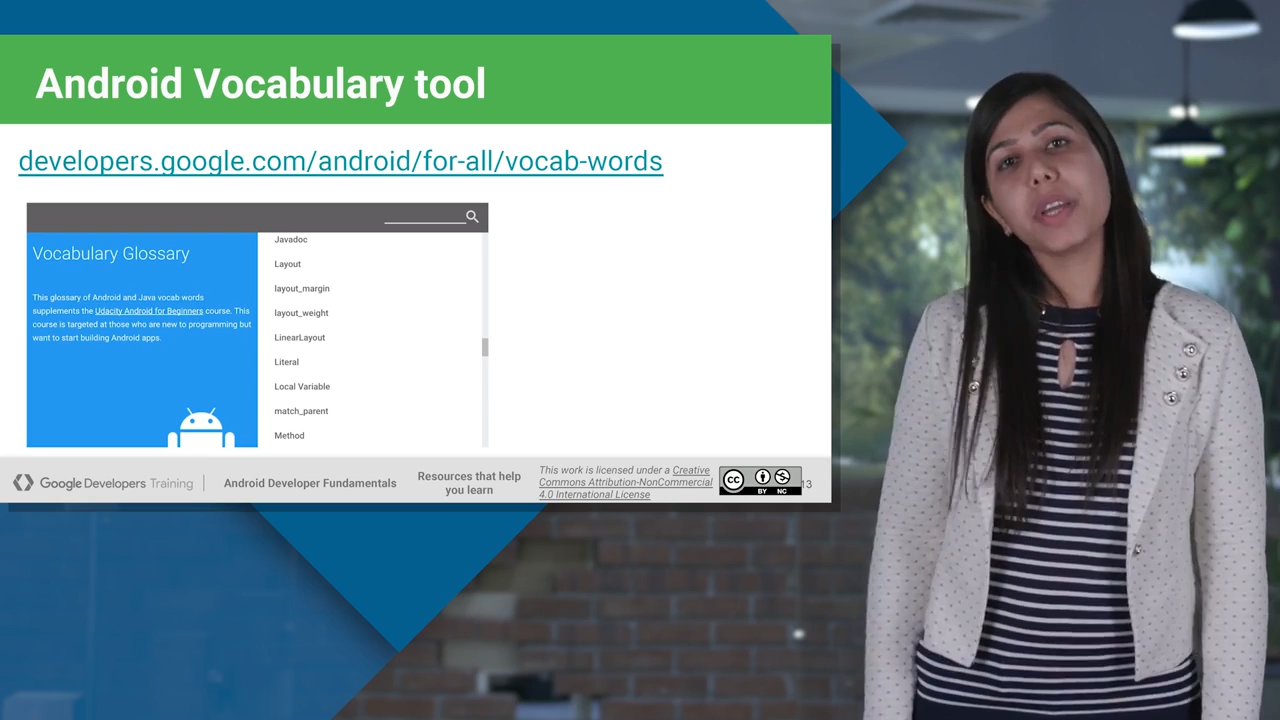 Android Vocabulary tool
developers.google.com/android/for-all/vocab-words
Vocabulary Glossary
This glossary of Android and Java vocab words
supplements the Udacity Android for Beginners course. This
course is targeted at those who are new to programming but
want to start building Android apps.
Javadoc
Layout
layout_margin
layout_weight
LinearLayout
Literal
Local Variable
match_parent
Method
Google Developers Training
Android Developer Fundamentals
Resources that help
you learn
This work is licensed under a Creative
Commons Attribution-NonCommercial
4.0 International License
cc
BY NC
13